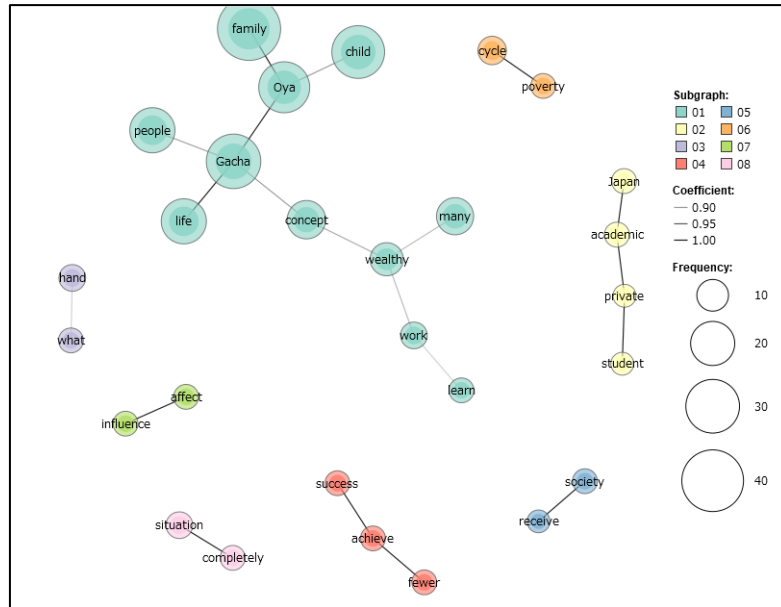 family
child
cycle
Oya
poverty
people
Gacha
life
concept
many
wealthy
hand
what
work
learn
affect
influence
Japan
academic
private
student
success
society
receive
situation
achieve
completely
fewer
Subgraph:
01 05
02 06
03 07
04 08
Coefficient:
0.90
0.95
1.00
Frequency:
10
20
30
40